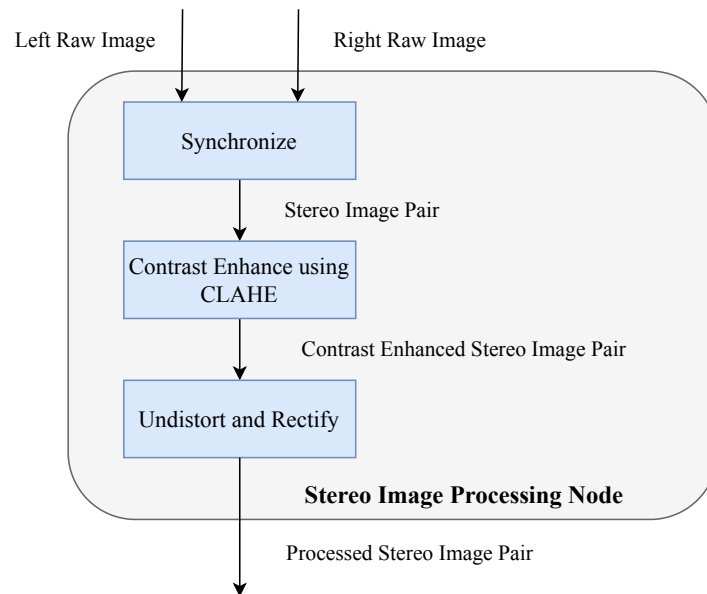 Left Raw Image
Right Raw Image
Synchronize
Stereo Image Pair
Contrast Enhance using
CLAHE
Contrast Enhanced Stereo Image Pair
Undistort and Rectify
Stereo Image Processing Node
Processed Stereo Image Pair